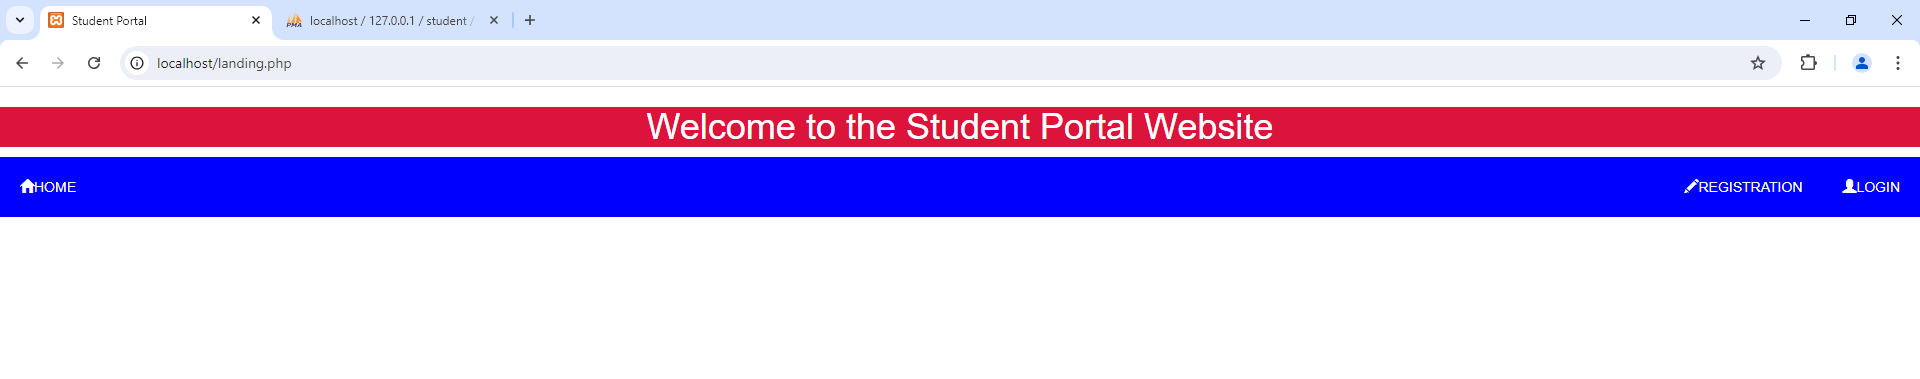 Student Portal
localhost / 127.0.0.1 / student /
localhost/landing.php
Welcome to the Student Portal Website
HOME REGISTRATION LOGIN